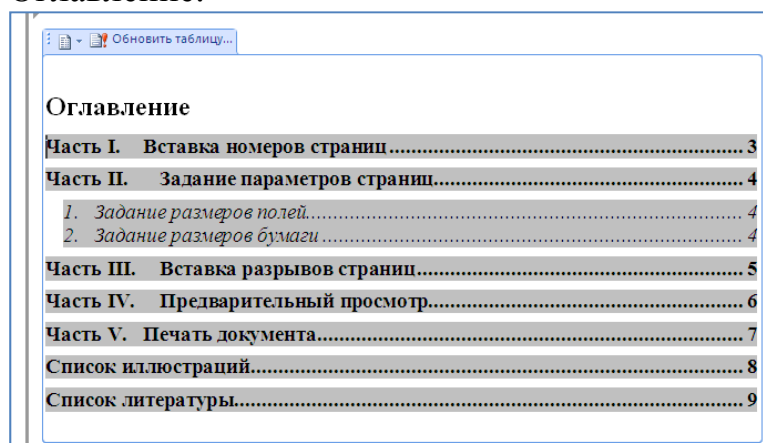 Оглавление.
Обновить таблицу...
Оглавление
Часть I. Вставка номеров страниц.......... 3
Часть II. Задание параметров страниц.......... 4
1. Задание размеров полей.......... 4
2. Задание размеров бумаги.......... 4
Часть III. Вставка разрывов страниц.......... 5
Часть IV. Предварительный просмотр.......... 6
Часть V. Печать документа.......... 7
Список иллюстраций.......... 8
Список литературы.......... 9